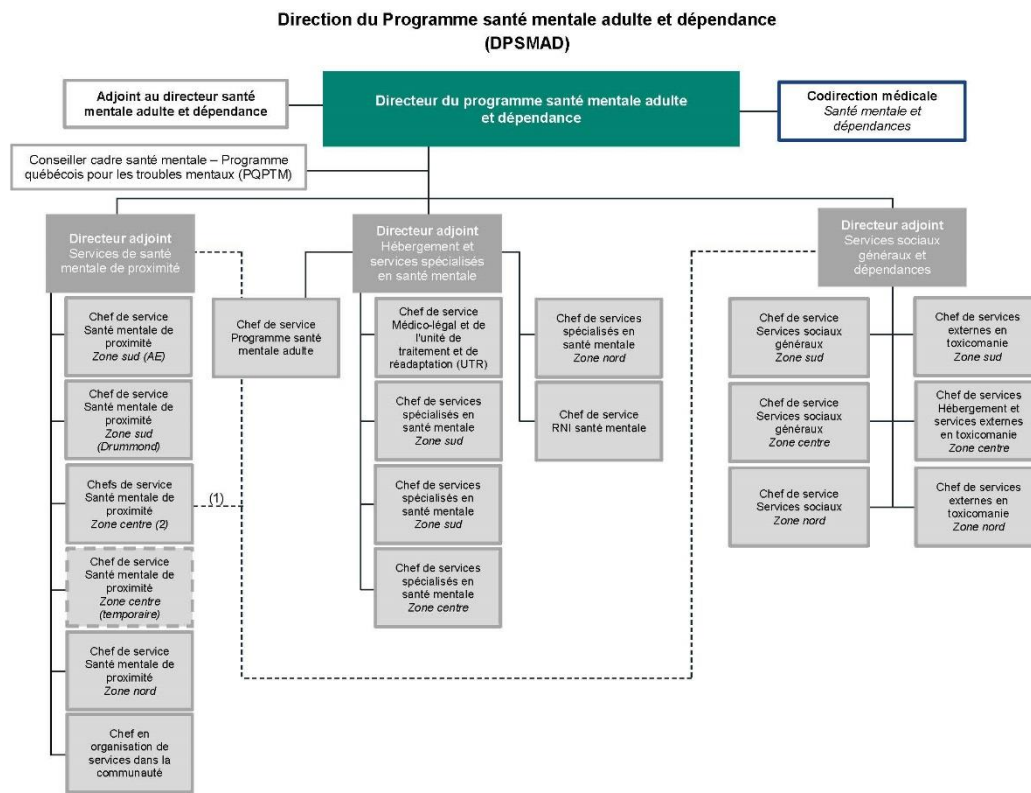 Direction du Programme santé mentale adulte et dépendance
(DPSMAD)
Adjoint au directeur santé
mentale adulte et dépendance
Directeur du programme santé mentale adulte
et dépendance
Codirection médicale
Santé mentale et
dépendances
Conseiller cadre santé mentale – Programme
québécois pour les troubles mentaux (PQPTM)
Directeur adjoint
Services de santé
mentale de proximité
Chef de service
Santé mentale de
proximité
Zone sud (AE)
Chef de service
Santé mentale de
proximité
Zone sud
(Drummond)
Chefs de service
Santé mentale de
proximité
Zone centre (2)
(1)
Chef de service
Santé mentale de
proximité
Zone centre
(temporaire)
Chef de service
Santé mentale de
proximité
Zone nord
Chef en
organisation de
services dans la
communauté
Directeur adjoint
Hébergement et
services spécialisés
en santé mentale
Chef de service
Programme santé
mentale adulte
Chef de service
Médico-légal et de
l'unité de
traitement et de
réadaptation (UTR)
Chef de services
spécialisés en
santé mentale
Zone sud
Chef de services
spécialisés en
santé mentale
Zone sud
Chef de services
spécialisés en
santé mentale
Zone centre
Chef de services
spécialisés en
santé mentale
Zone nord
Chef de service
RNI santé mentale
Directeur adjoint
Services sociaux
généraux et
dépendances
Chef de service
Services sociaux
généraux
Zone sud
Chef de service
Services sociaux
généraux
Zone centre
Chef de service
Services sociaux
Zone nord
Chef de services
externes en
toxicomanie
Zone sud
Chef de services
Hébergement et
services externes
en toxicomanie
Zone centre
Chef de services
externes en
toxicomanie
Zone nord